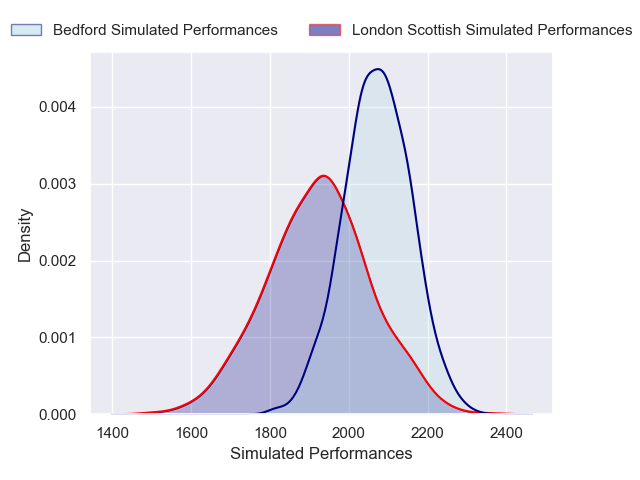 Bedford Simulated Performances
London Scottish Simulated Performances
0.004
0.003
0.002
0.001
0.000
Density
1400 1600 1800 2000 2200 2400
Simulated Performances